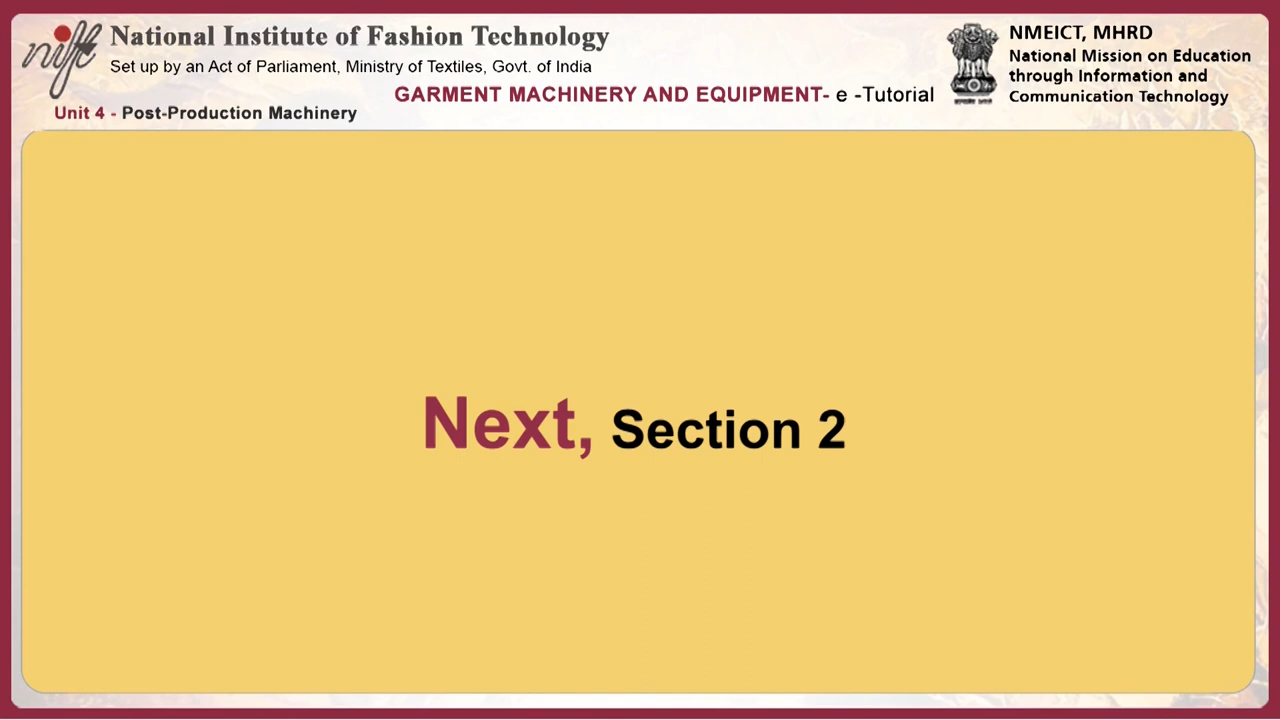 nift
National Institute of Fashion Technology
Set up by an Act of Parliament, Ministry of Textiles, Govt. of India
GARMENT MACHINERY AND EQUIPMENT- e -Tutorial
Unit 4 - Post-Production Machinery
NMEICT, MHRD
National Mission on Education
through Information and
Communication Technology
Next, Section 2